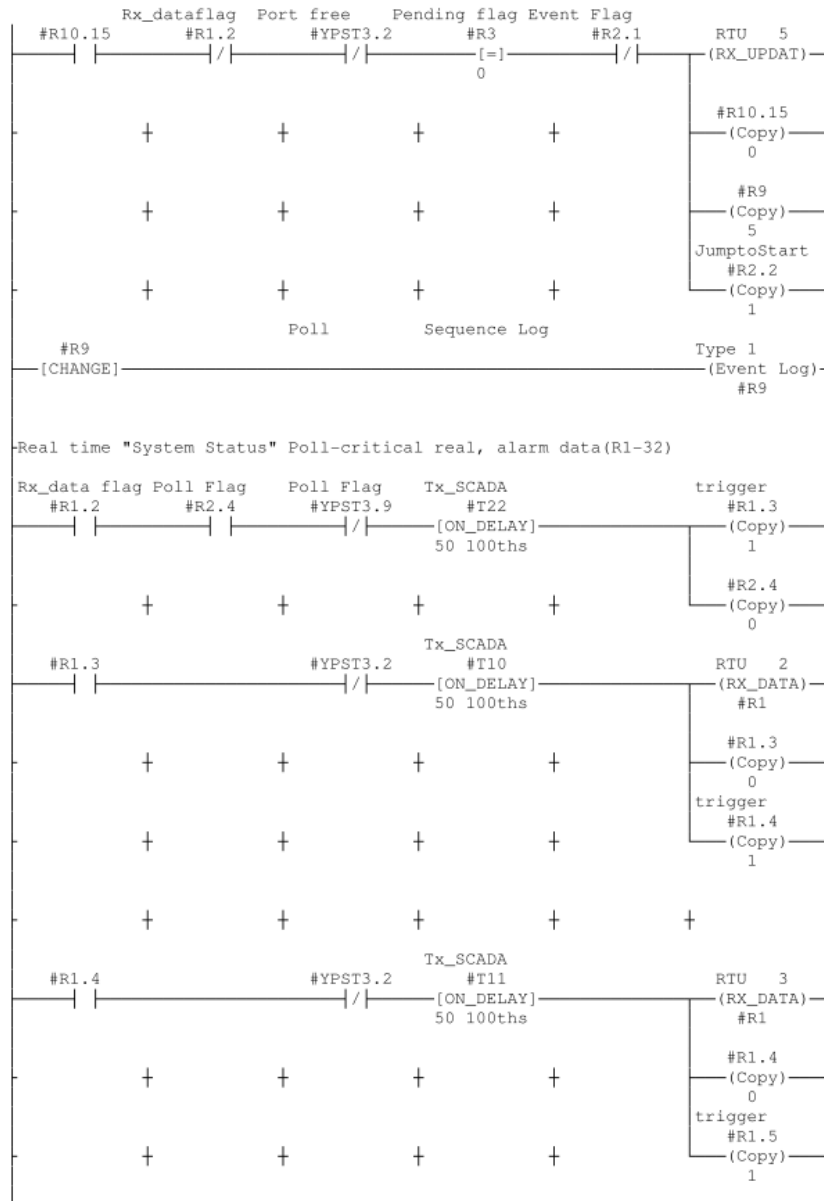 Rx_dataflag Port free Pending flag Event Flag
#R10.15 #R1.2 #YPST3.2 #R3 #R2.1 RTU 5
/ / [=] / (RX_UPDAT)
0
#R10.15
(Copy)
0
#R9
(Copy)
5
JumptoStart
#R2.2
(Copy)
1
Poll Sequence Log
#R9 Type 1
[CHANGE] (Event Log)
#R9
Real time "System Status" Poll-critical real, alarm data(R1-32)
Rx_data flag Poll Flag Poll Flag Tx_SCADA trigger
#R1.2 #R2.4 #YPST3.9 #T22 #R1.3
/ [ON_DELAY] (Copy)
50 100ths 1
#R2.4
(Copy)
0
Tx_SCADA
#R1.3 #YPST3.2 #T10 RTU 2
/ [ON_DELAY] (RX_DATA)
50 100ths #R1
#R1.3
(Copy)
0
trigger
#R1.4
(Copy)
1
Tx_SCADA
#R1.4 #YPST3.2 #T11 RTU 3
/ [ON_DELAY] (RX_DATA)
50 100ths #R1
#R1.4
(Copy)
0
trigger
#R1.5
(Copy)
1